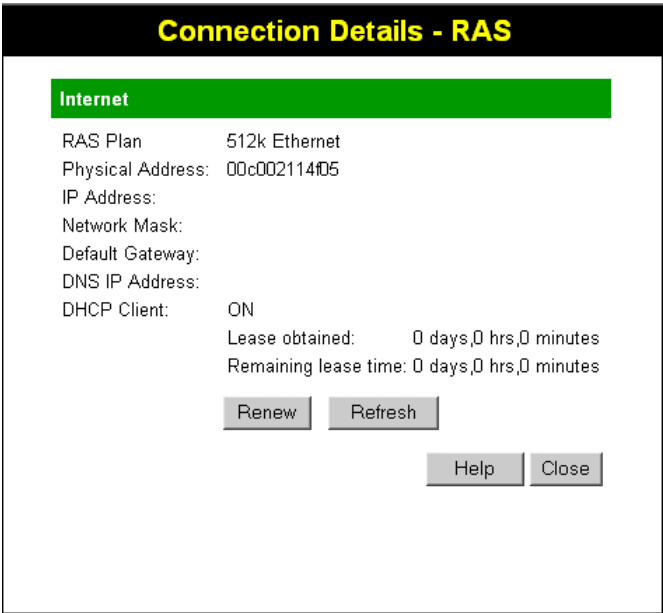 Connection Details - RAS
Internet
RAS Plan 512k Ethernet
Physical Address: 00c002114f05
IP Address:
Network Mask:
Default Gateway:
DNS IP Address:
DHCP Client: ON
Lease obtained: 0 days,0 hrs,0 minutes
Remaining lease time: 0 days,0 hrs,0 minutes
Renew Refresh
Help Close